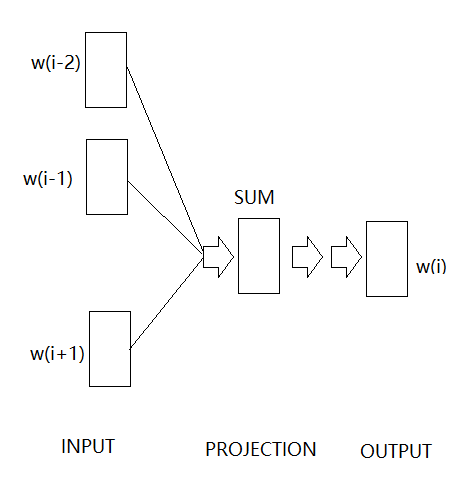 w(i-2)
w(i-1)
SUM
w(i)
w(i+1)
INPUT
PROJECTION
OUTPUT